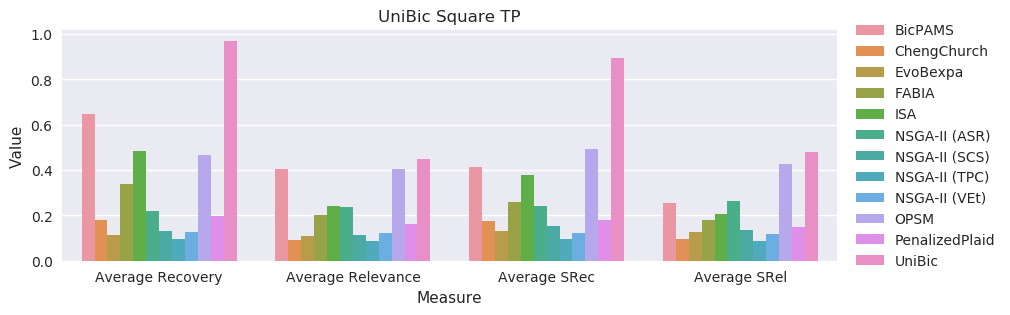 UniBic Square TP
1.0
0.8
0.6
0.4
0.2
0.0
Value
Average Recovery
Average Relevance
Average SRec
Average SRel
Measure
BicPAMS
ChengChurch
EvoBexpa
FABIA
ISA
NSGA-II (ASR)
NSGA-II (SCS)
NSGA-II (TPC)
NSGA-II (VEt)
OPSM
PenalizedPlaid
UniBic